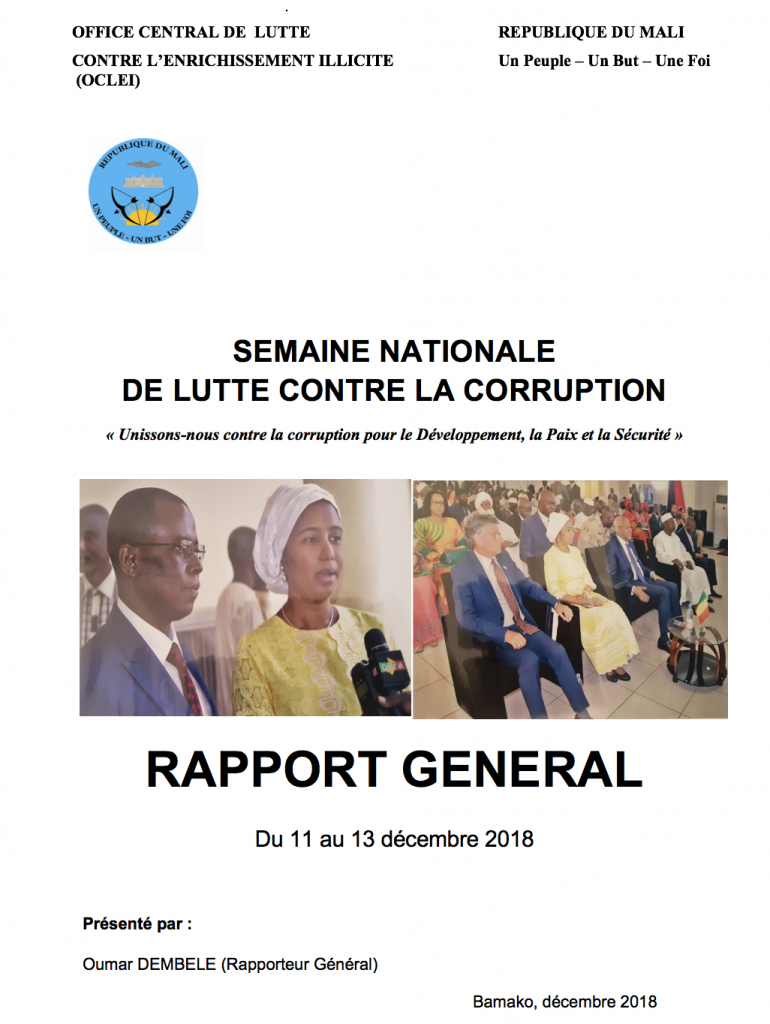 OFFICE CENTRAL DE LUTTE
CONTRE L'ENRICHISSEMENT ILLICITE
(OCLEI)
REPUBLIQUE DU MALI
Un Peuple – Un But – Une Foi
REPUBLIQUE DU MALI
UN PEUPLE - UN BUT - UNE FOI
SEMAINE NATIONALE
DE LUTTE CONTRE LA CORRUPTION
« Unissons-nous contre la corruption pour le Développement, la Paix et la Sécurité »
RAPPORT GENERAL
Du 11 au 13 décembre 2018
Présenté par :
Oumar DEMBELE (Rapporteur Général)
Bamako, décembre 2018